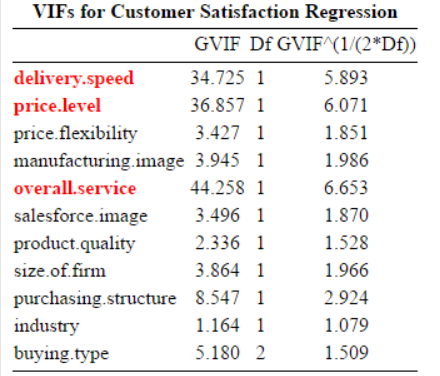 VIFs for Customer Satisfaction Regression
GVIF Df GVIF^(1/(2*Df))
delivery.speed 34.725 1 5.893
price.level 36.857 1 6.071
price.flexibility 3.427 1 1.851
manufacturing.image 3.945 1 1.986
overall.service 44.258 1 6.653
salesforce.image 3.496 1 1.870
product.quality 2.336 1 1.528
size.of.firm 3.864 1 1.966
purchasing.structure 8.547 1 2.924
industry 1.164 1 1.079
buying.type 5.180 2 1.509